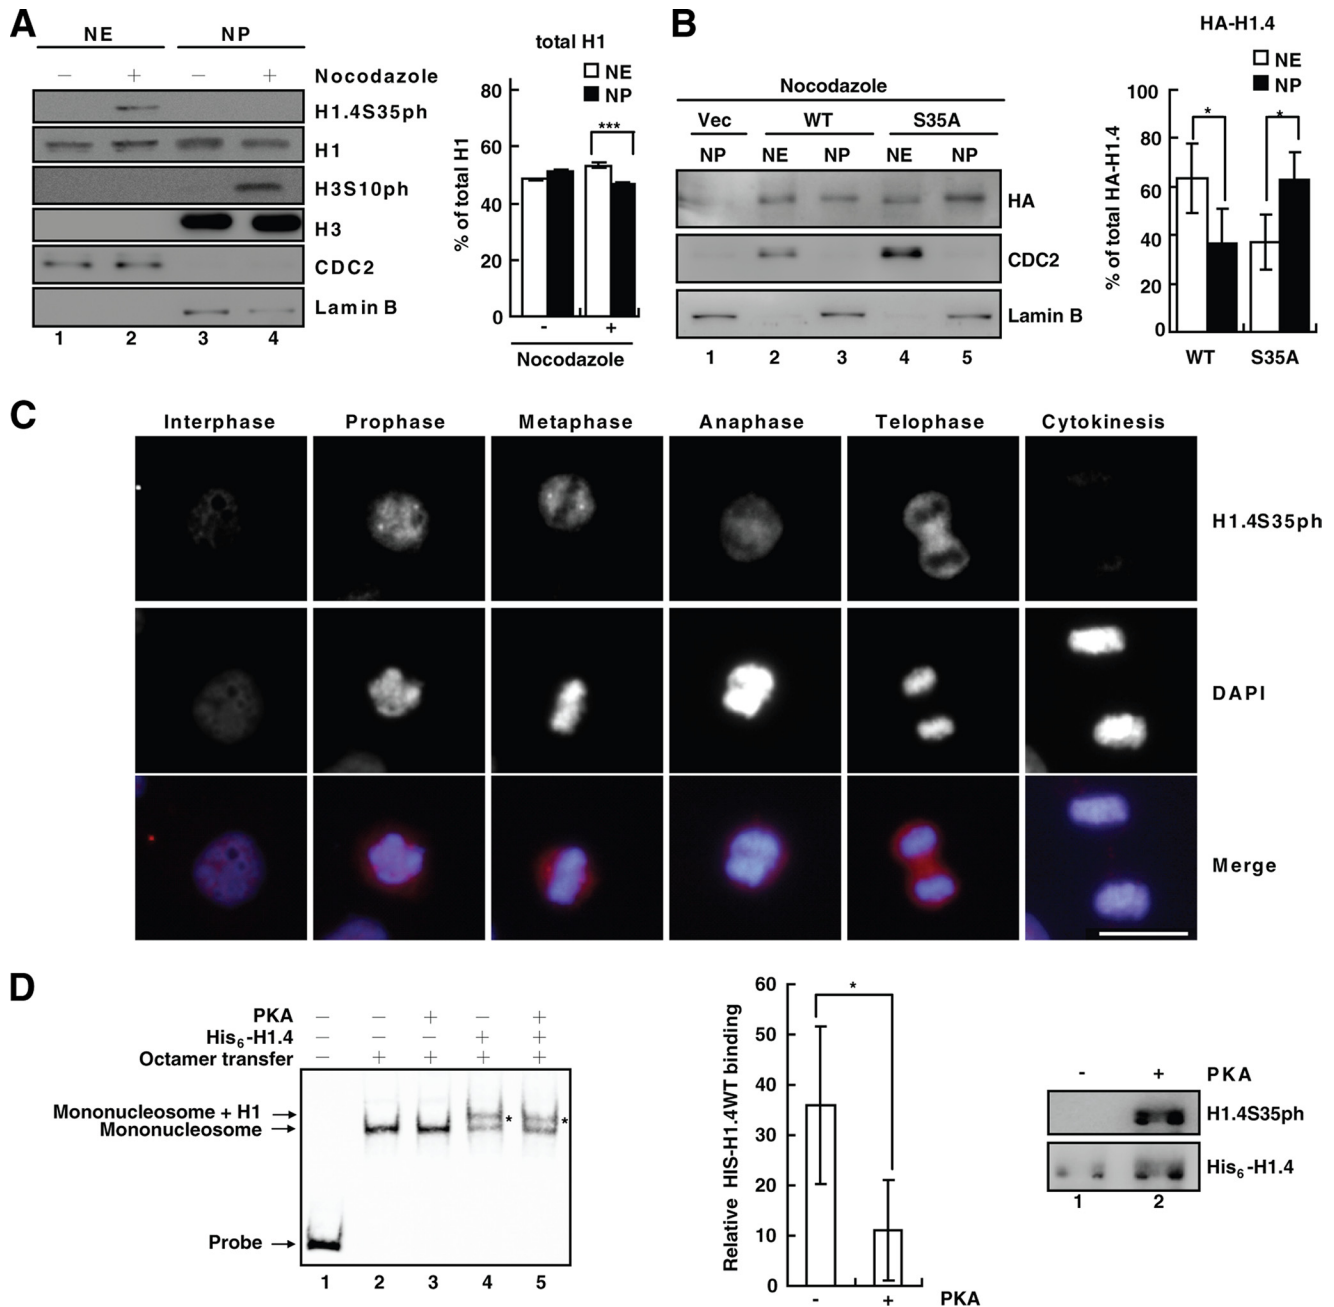 A
NE NP
− + − + Nocodazole
H1.4S35ph
H1
H3S10ph
H3
CDC2
Lamin B
1 2 3 4
total H1
NE
NP
% of total H1
80
60
40
20
0
***
- +
Nocodazole
B
Nocodazole
Vec WT S35A
NP NE NP NE NP
HA
CDC2
Lamin B
1 2 3 4 5
HA-H1.4
NE
NP
% of total HA-H1.4
100
80
60
40
20
0
* *
WT S35A
C
Interphase Prophase Metaphase Anaphase Telophase Cytokinesis
H1.4S35ph
DAPI
Merge
D
PKA − − + − +
His6-H1.4 − − − + +
Octamer transfer − + + + +
Mononucleosome + H1
Mononucleosome
* *
Probe
1 2 3 4 5
Relative HIS-H1.4WT binding
60
50
40
30
20
10
0
*
- + PKA
- + PKA
H1.4S35ph
His6-H1.4
1 2